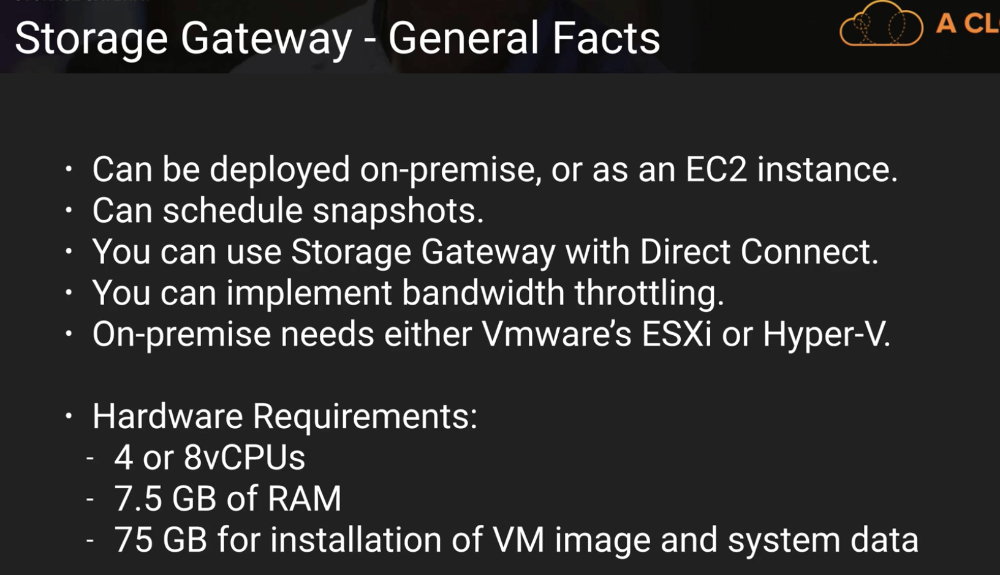 Storage Gateway - General Facts
A CL
• Can be deployed on-premise, or as an EC2 instance.
• Can schedule snapshots.
• You can use Storage Gateway with Direct Connect.
• You can implement bandwidth throttling.
• On-premise needs either Vmware’s ESXi or Hyper-V.
• Hardware Requirements:
- 4 or 8vCPUs
- 7.5 GB of RAM
- 75 GB for installation of VM image and system data